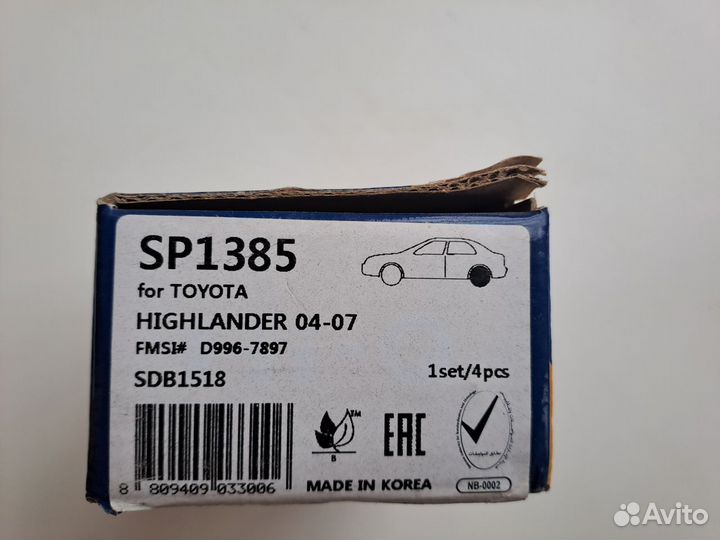 SP1385
for TOYOTA
HIGHLANDER 04-07
FMSI# D996-7897
SDB1518
1set/4pcs
TM
B
EAC
8 809409 033006
MADE IN KOREA
NB-0002
Avito